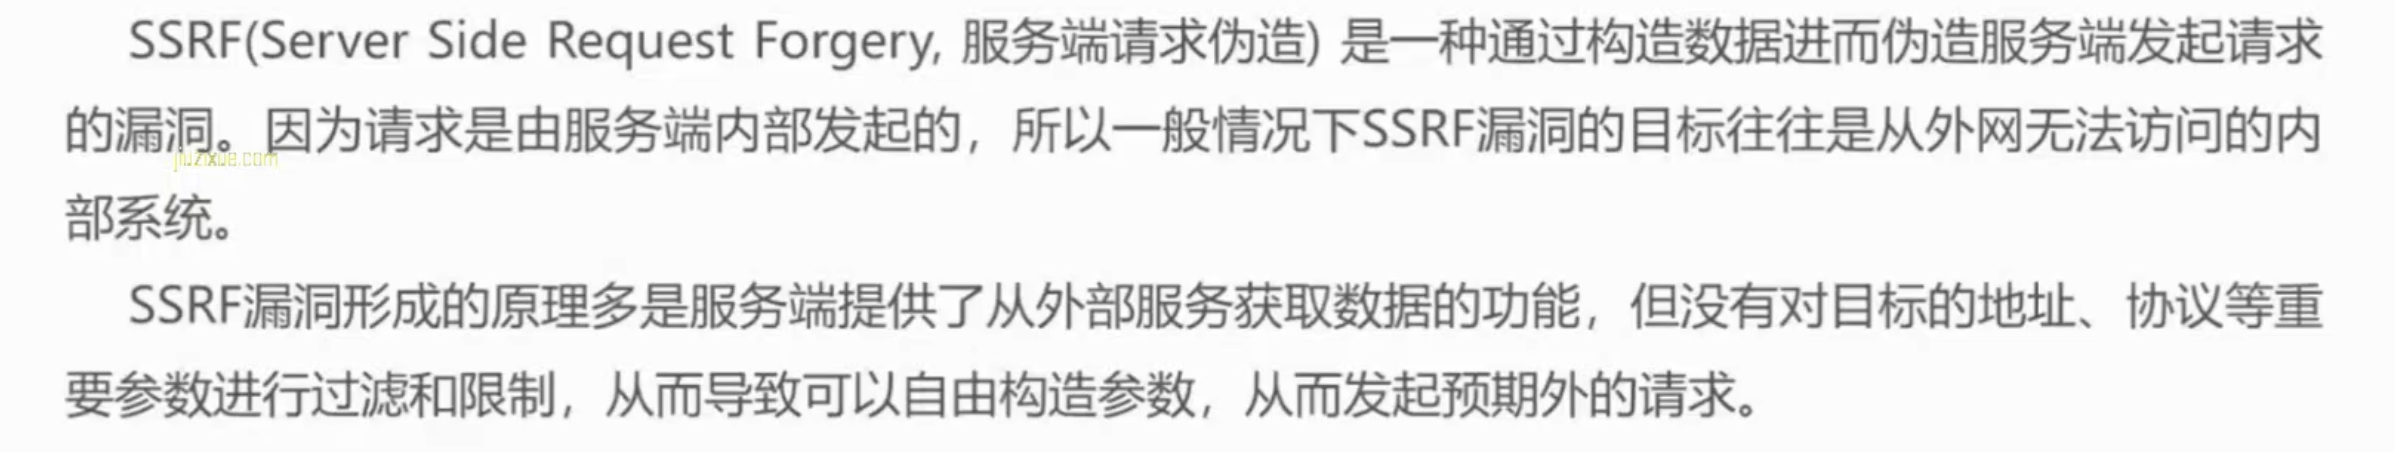 SSRF(Server Side Request Forgery, 服务端请求伪造) 是一种通过构造数据进而伪造服务端发起请求
的漏洞。因为请求是由服务端内部发起的，所以一般情况下SSRF漏洞的目标往往是从外网无法访问的内
jiuzixue.com
部系统。
SSRF漏洞形成的原理多是服务端提供了从外部服务获取数据的功能，但没有对目标的地址、协议等重
要参数进行过滤和限制，从而导致可以自由构造参数，从而发起预期外的请求。